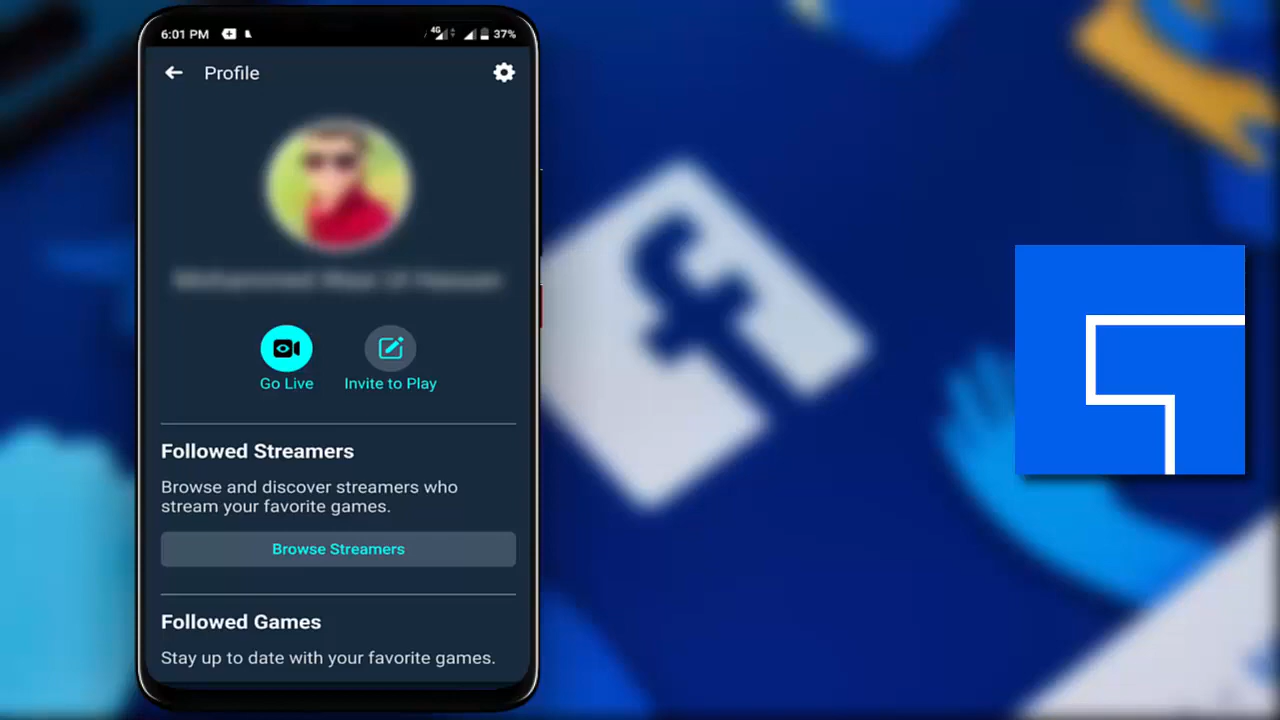 6:01 PM
4G
37%
Profile
Go Live
Invite to Play
Followed Streamers
Browse and discover streamers who
stream your favorite games.
Browse Streamers
Followed Games
Stay up to date with your favorite games.